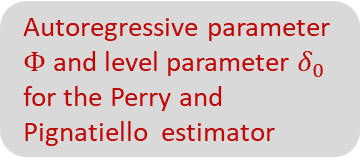 Autoregressive parameter
Φ and level parameter δ₀
for the Perry and
Pignatiello estimator